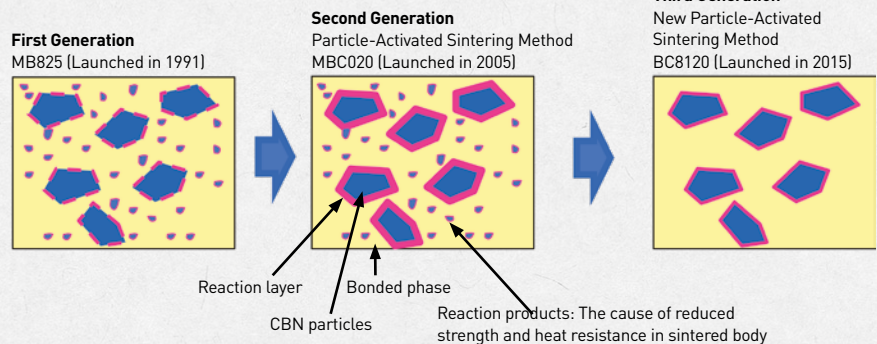 First Generation
MB825 (Launched in 1991)
Second Generation
Particle-Activated Sintering Method
MBC020 (Launched in 2005)
New Particle-Activated
Sintering Method
BC8120 (Launched in 2015)
Reaction layer
Bonded phase
CBN particles
Reaction products: The cause of reduced
strength and heat resistance in sintered body